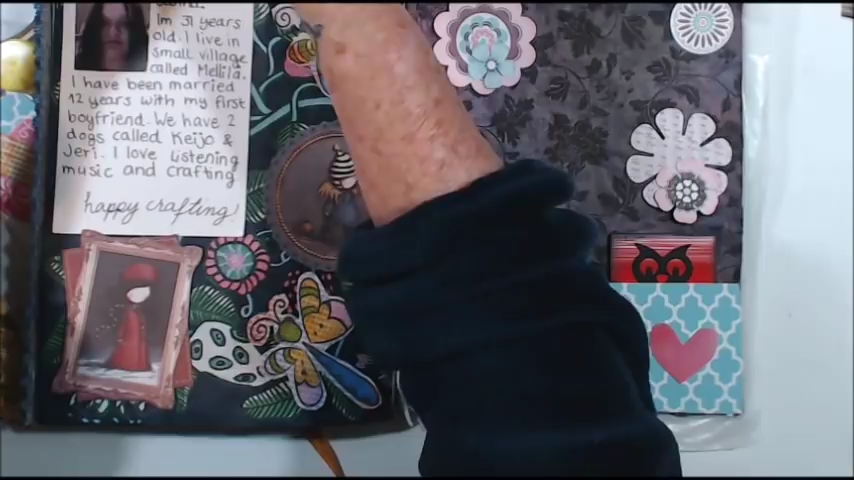 Im 31 years
old. I live in
small village
called Mellila.
I have been married
12 years with my first
boyfriend. We have 2
dogs called Keijo &
Jeri. I love listening
music and crafting
happy crafting!